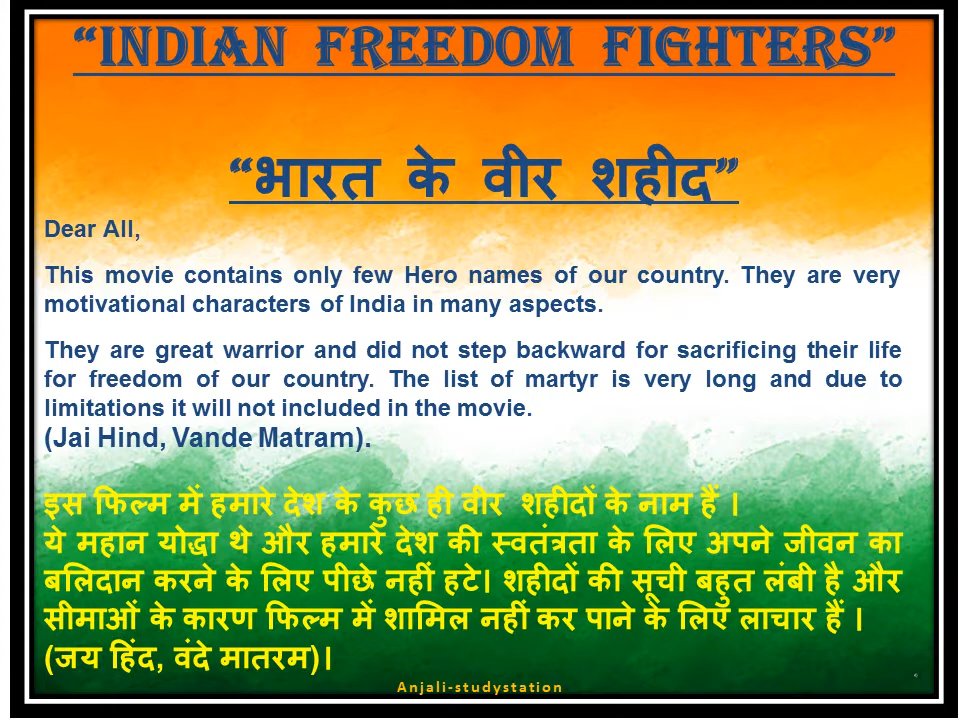 “INDIAN FREEDOM FIGHTERS”
“भारत के वीर शहीद”
Dear All,
This movie contains only few Hero names of our country. They are very
motivational characters of India in many aspects.
They are great warrior and did not step backward for sacrificing their life
for freedom of our country. The list of martyr is very long and due to
limitations it will not included in the movie.
(Jai Hind, Vande Matram).
इस फिल्म में हमारे देश के कुछ ही वीर शहीदों के नाम हैं ।
ये महान योद्धा थे और हमारे देश की स्वतंत्रता के लिए अपने जीवन का
बलिदान करने के लिए पीछे नहीं हटे। शहीदों की सूची बहुत लंबी है और
सीमाओं के कारण फिल्म में शामिल नहीं कर पाने के लिए लाचार हैं ।
(जय हिंद, वंदे मातरम)।
Anjali-studystation